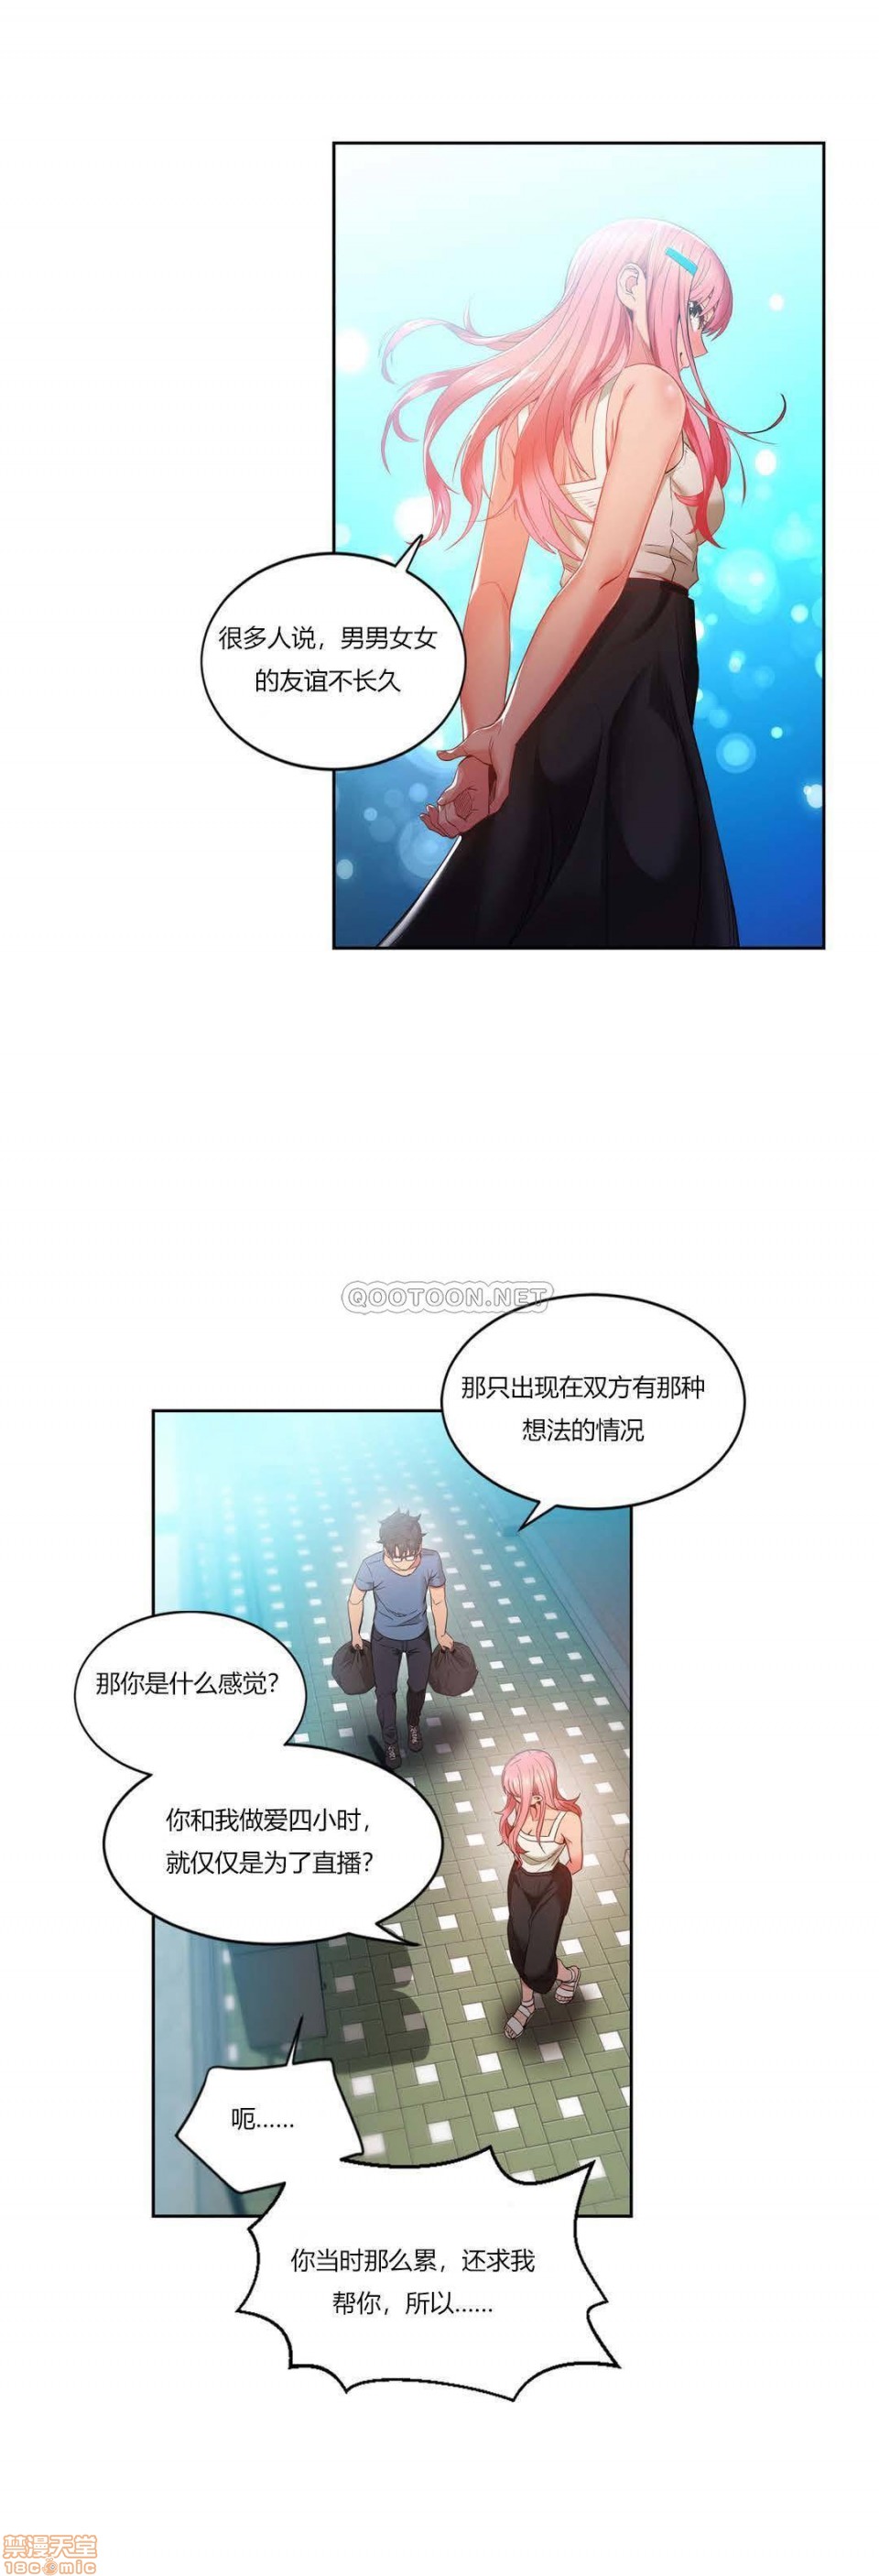 很多人说，男男女女
的友谊不长久
QOOTOON.NET
那只出现在双方有那种
想法的情况
那你是什么感觉？
你和我做爱四小时，
就仅仅是为了直播？
呃……
你当时那么累，还求我
帮你，所以……
禁漫天堂
18comic